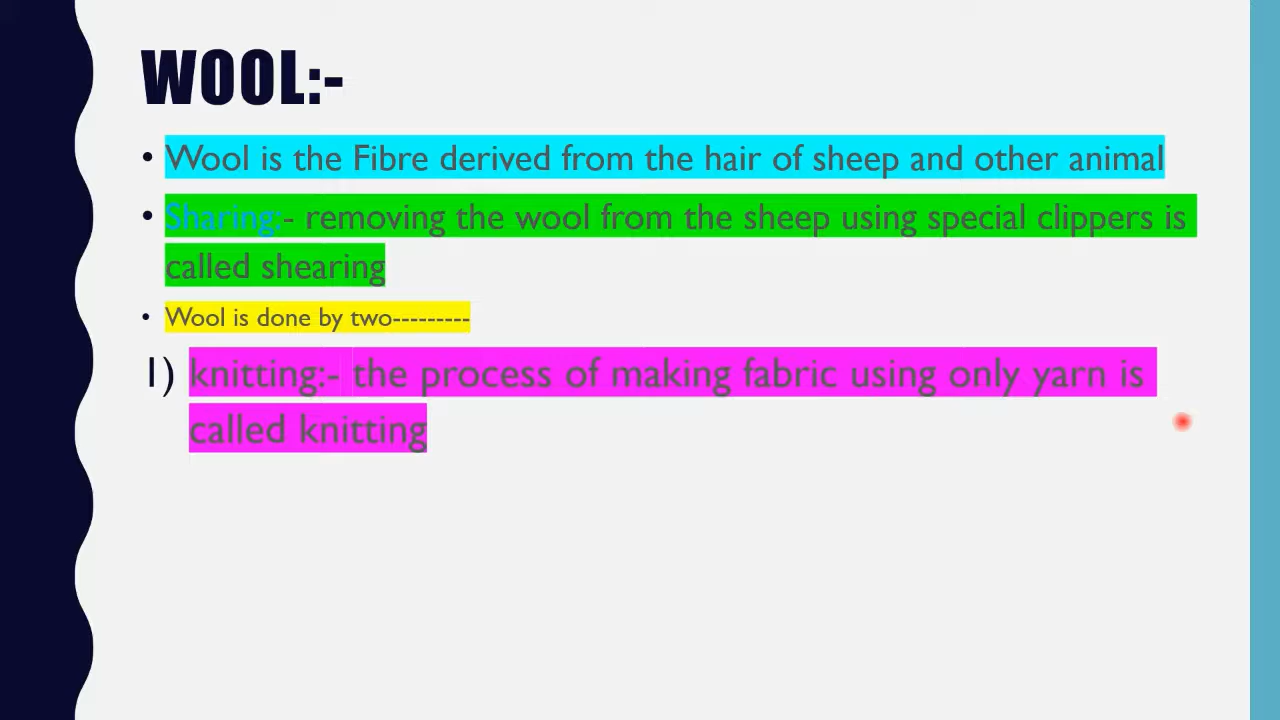 WOOL:-
• Wool is the Fibre derived from the hair of sheep and other animal
• Sharing:- removing the wool from the sheep using special clippers is
called shearing
• Wool is done by two---------
1) knitting:- the process of making fabric using only yarn is
called knitting